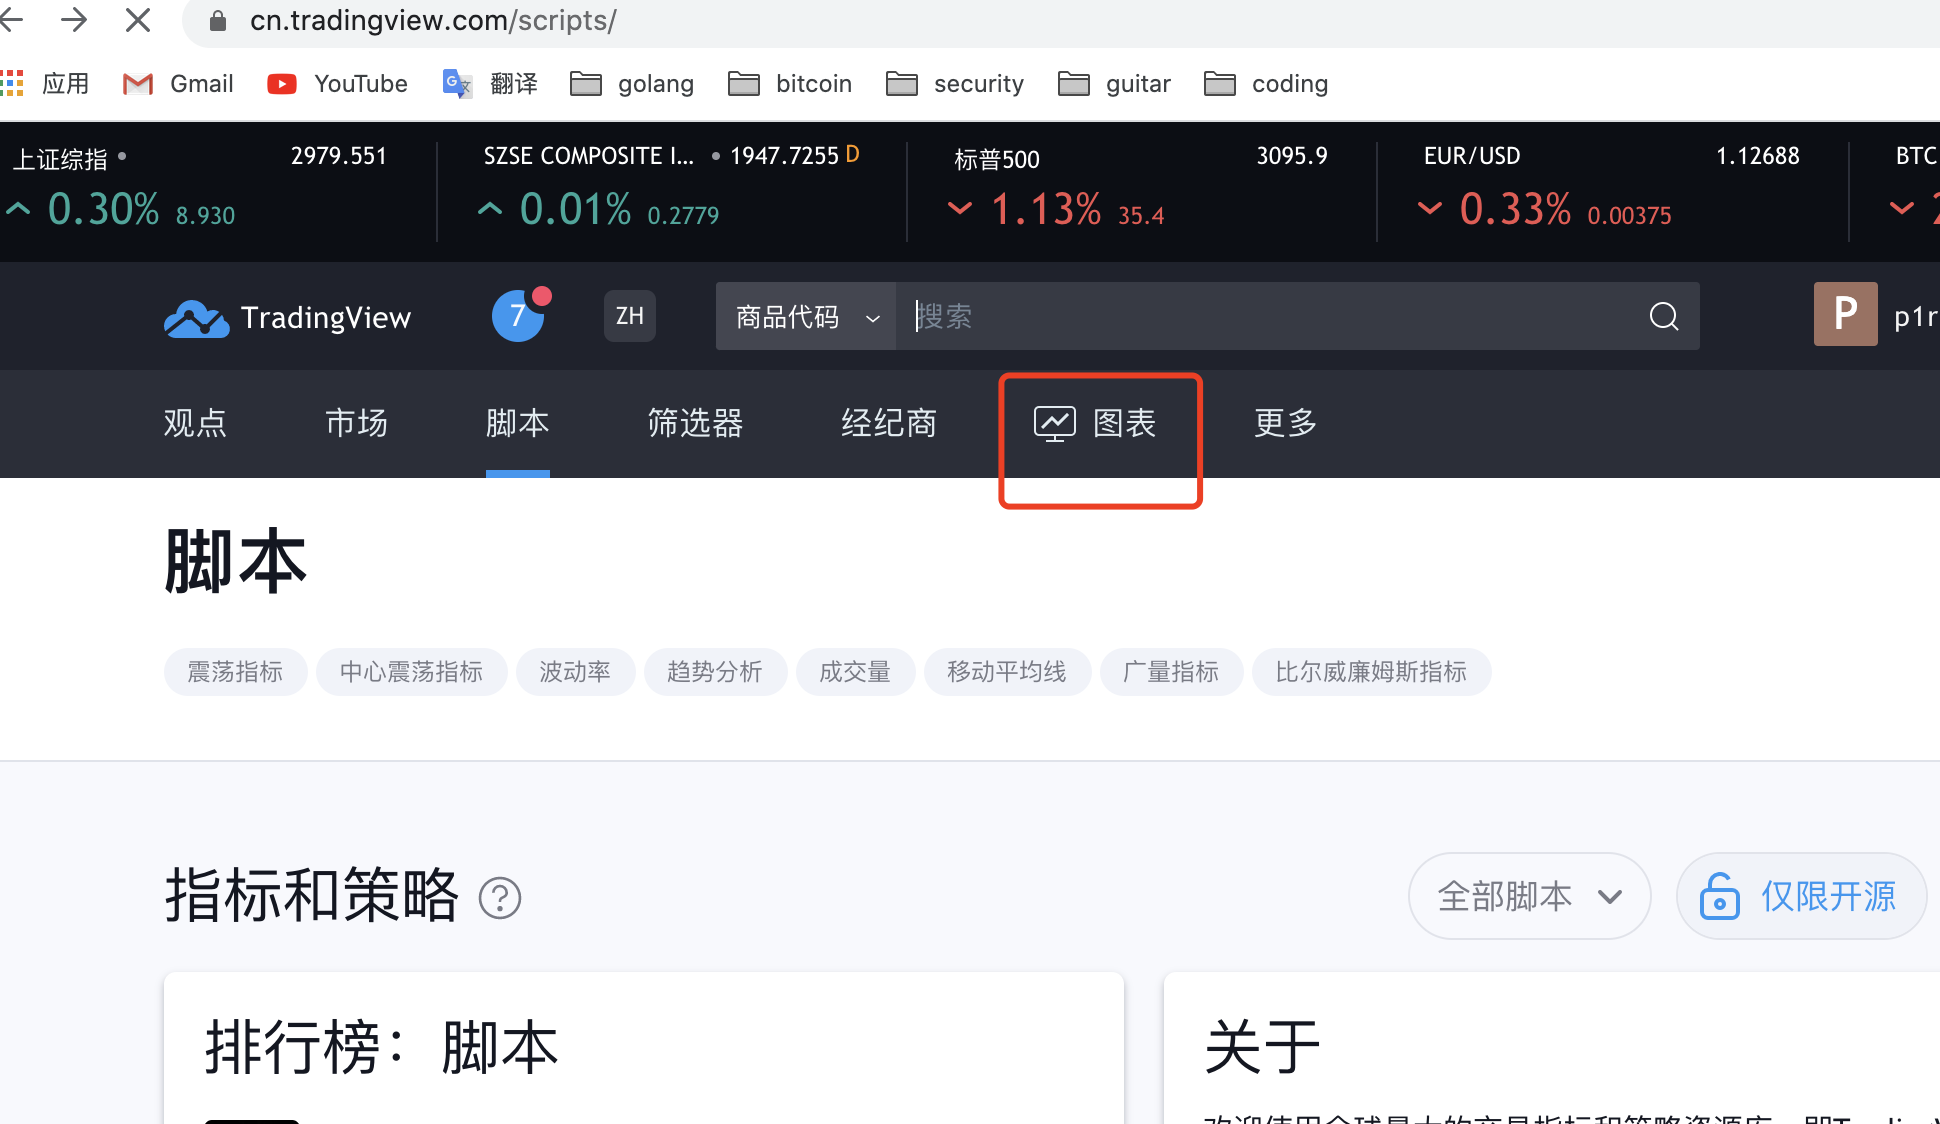 cn.tradingview.com/scripts/
应用 Gmail YouTube 翻译 golang bitcoin security guitar coding
上证综指 2979.551 SZSE COMPOSITE I... 1947.7255 D 标普500 3095.9 EUR/USD 1.12688 BTC
0.30% 8.930 0.01% 0.2779 1.13% 35.4 0.33% 0.00375
TradingView 7 ZH 商品代码 搜索 P p1r
观点 市场 脚本 筛选器 经纪商 图表 更多
脚本
震荡指标 中心震荡指标 波动率 趋势分析 成交量 移动平均线 广量指标 比尔威廉姆斯指标
指标和策略 ? 全部脚本 仅限开源
排行榜：脚本 关于